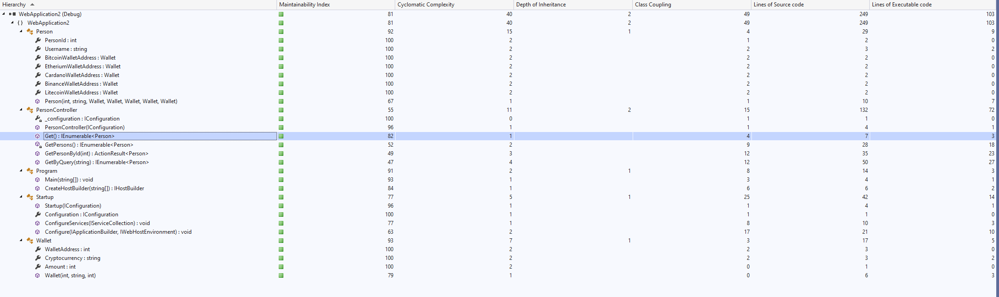 Hierarchy Maintainability Index Cyclomatic Complexity Depth of Inheritance Class Coupling Lines of Source code Lines of Executable code
WebApplication2 (Debug) 81 40 2 49 249 103
{ } WebApplication2 81 40 2 49 249 103
Person 92 15 1 4 29 9
PersonId : int 100 2 1 2 0
Username : string 100 2 2 3 2
BitcoinWalletAddress : Wallet 100 2 2 2 0
EtheriumWalletAddress : Wallet 100 2 2 2 0
CardanoWalletAddress : Wallet 100 2 2 2 0
BinanceWalletAddress : Wallet 100 2 2 2 0
LitecoinWalletAddress : Wallet 100 2 2 2 0
Person(int, string, Wallet, Wallet, Wallet, Wallet, Wallet) 67 1 1 10 7
PersonController 55 11 2 15 132 72
_configuration : IConfiguration 100 0 1 1 0
PersonController(IConfiguration) 96 1 1 4 1
Get() : IEnumerable<Person> 82 1 4 7 3
GetPersons() : IEnumerable<Person> 52 2 9 28 18
GetPersonById(int) : ActionResult<Person> 49 3 12 35 23
GetByQuery(string) : IEnumerable<Person> 47 4 12 50 27
Program 91 2 1 8 14 3
Main(string[]) : void 93 1 3 4 1
CreateHostBuilder(string[]) : IHostBuilder 84 1 6 6 2
Startup 77 5 1 25 42 14
Startup(IConfiguration) 96 1 1 4 1
Configuration : IConfiguration 100 1 1 1 0
ConfigureServices(IServiceCollection) : void 77 1 8 10 3
Configure(IApplicationBuilder, IWebHostEnvironment) : void 63 2 17 21 10
Wallet 93 7 1 3 17 5
WalletAddress : int 100 2 2 3 0
Cryptocurrency : string 100 2 2 3 2
Amount : int 100 2 0 1 0
Wallet(int, string, int) 79 1 0 6 3